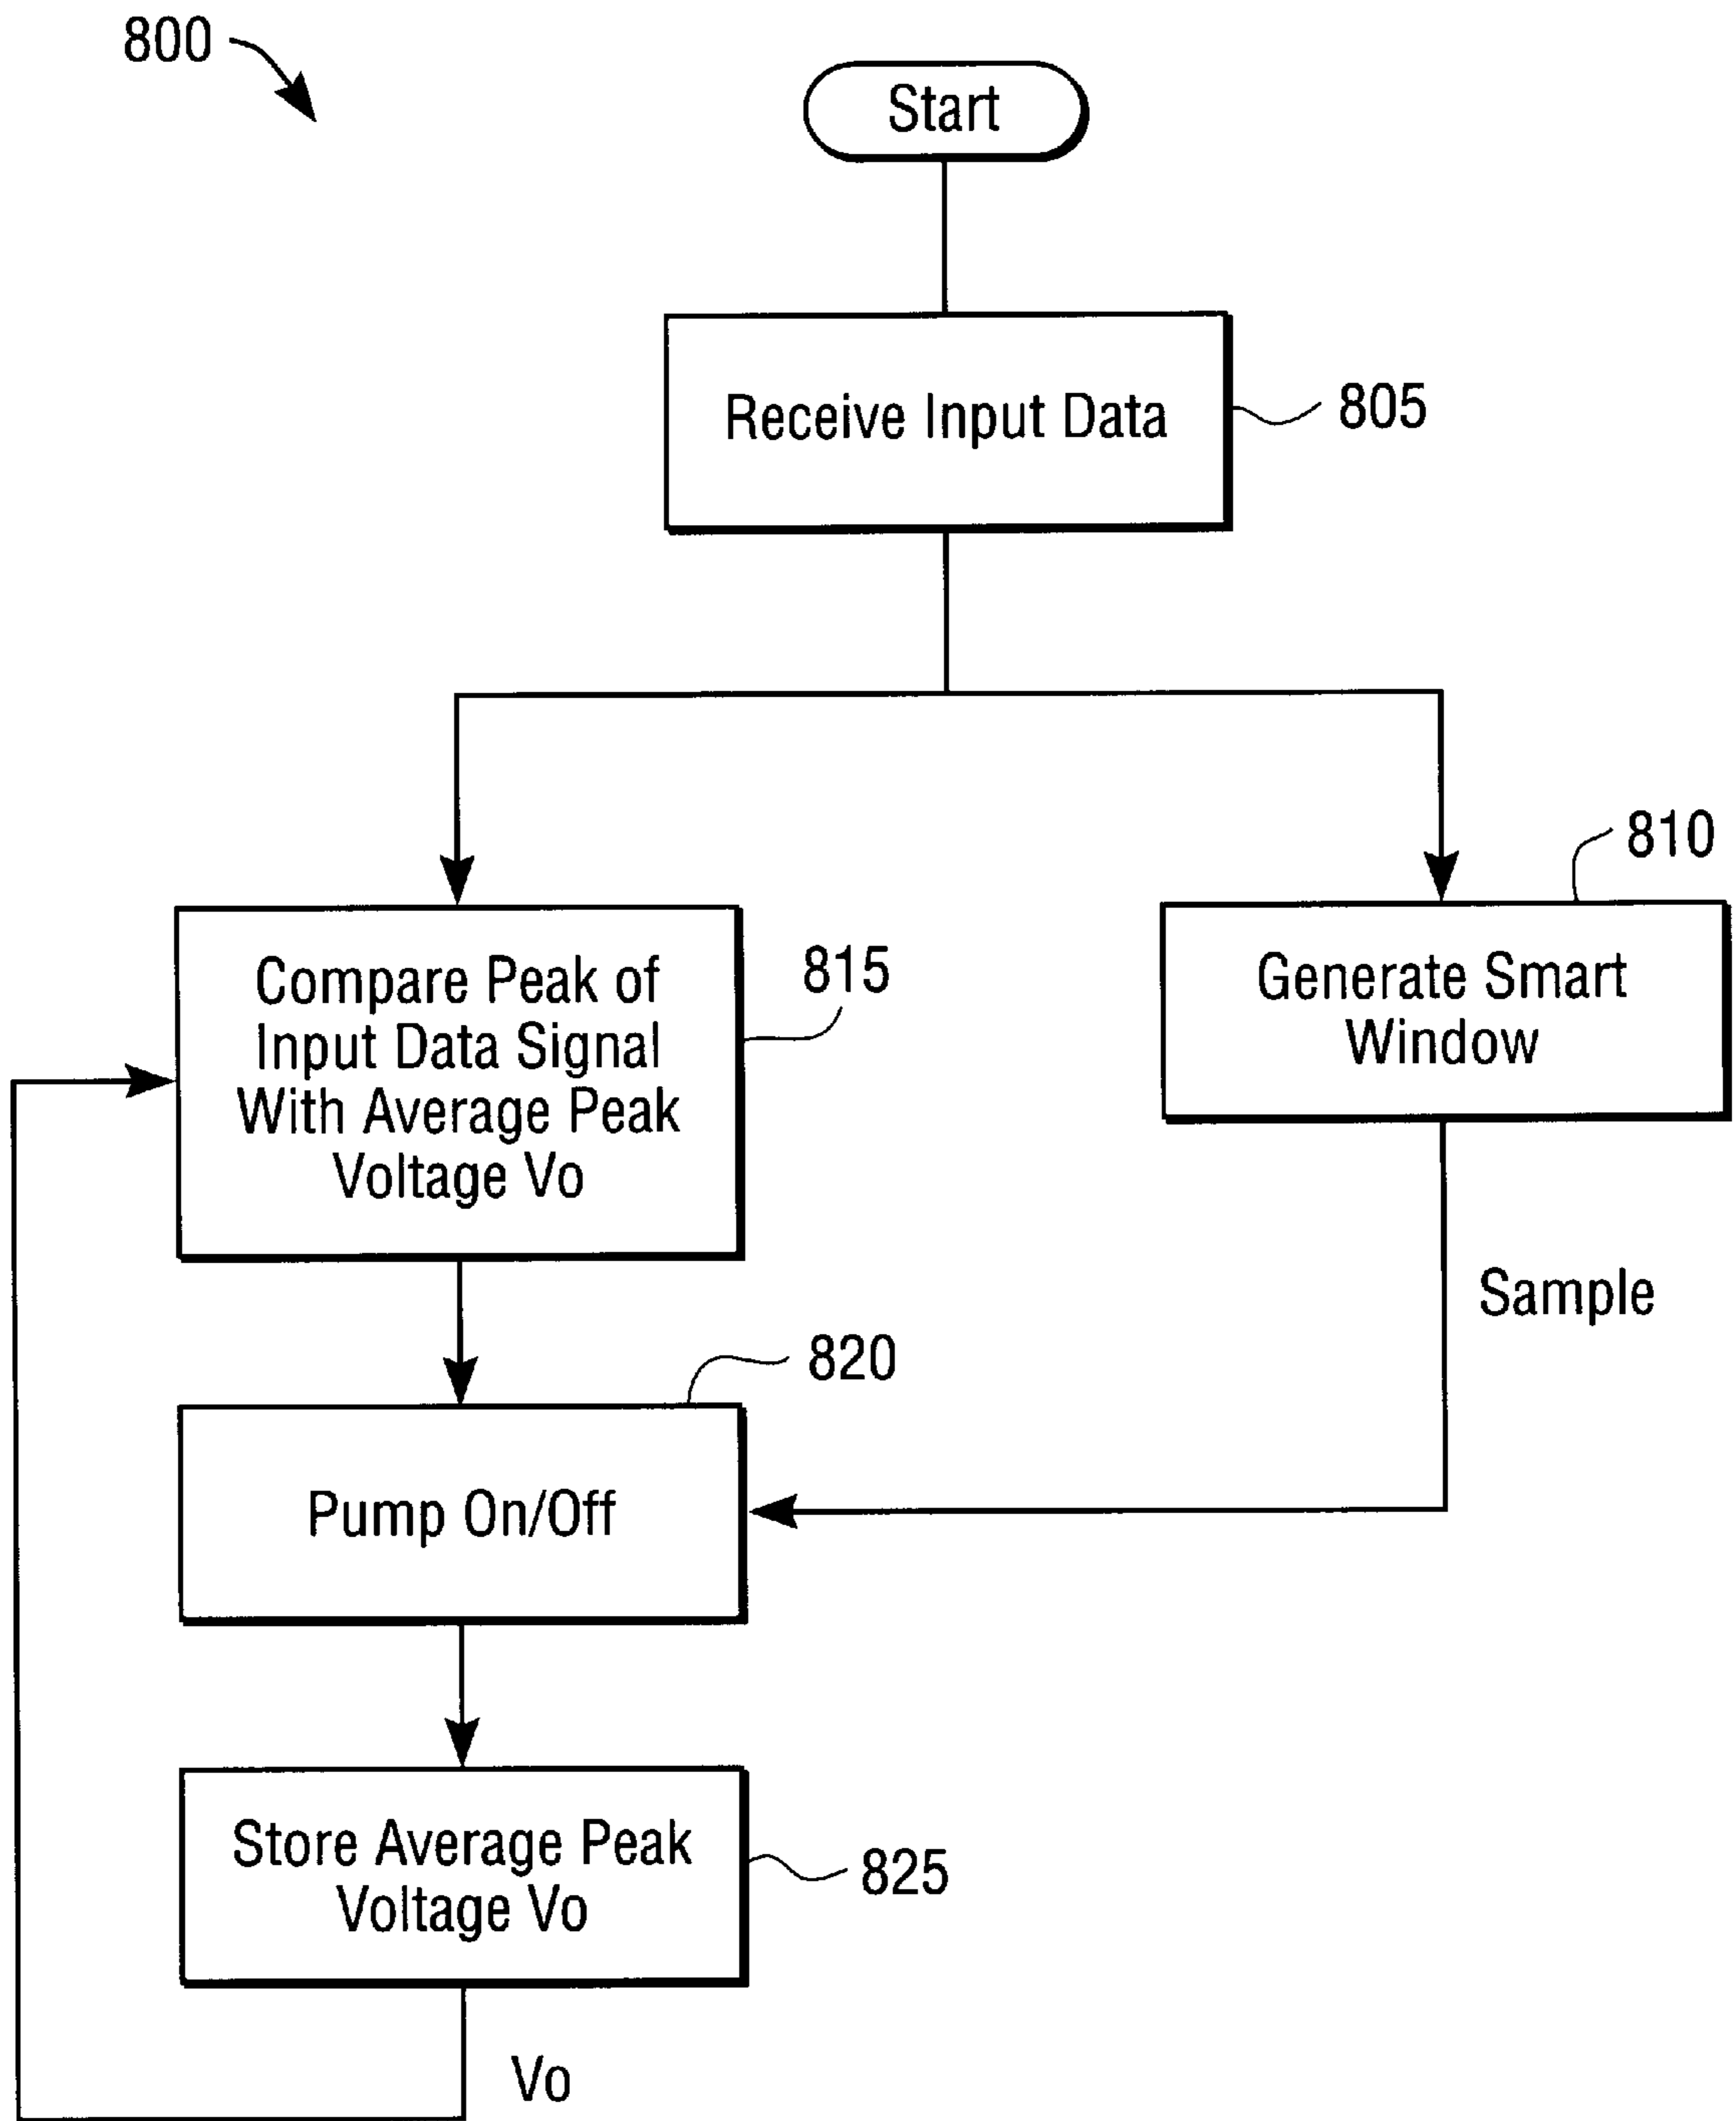 800
Start
Receive Input Data
805
810
Compare Peak of
Input Data Signal
With Average Peak
Voltage Vo
815
Generate Smart
Window
Sample
820
Pump On/Off
Store Average Peak
Voltage Vo
825
Vo